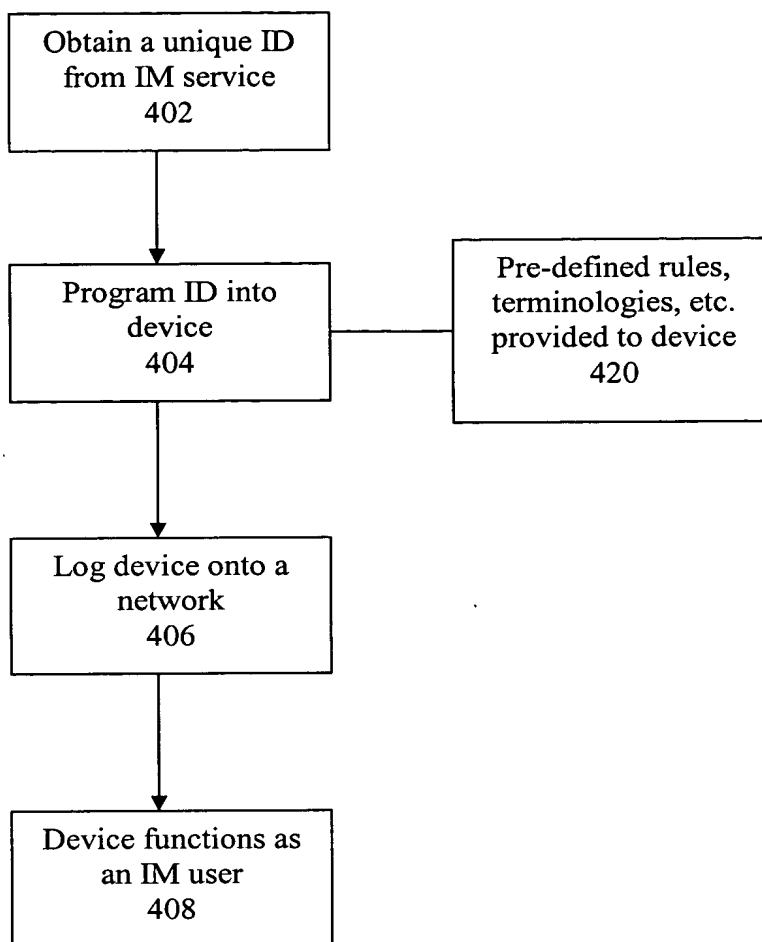 Obtain a unique ID
from IM service
402
Program ID into
device
404
Pre-defined rules,
terminologies, etc.
provided to device
420
Log device onto a
network
406
Device functions as
an IM user
408